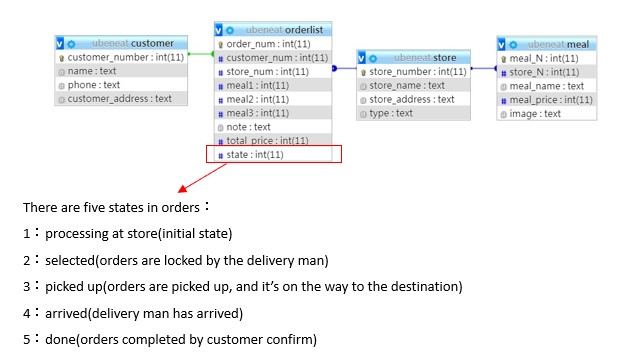 ubeneat customer
customer_number : int(11)
name : text
phone : text
customer_address : text
ubeneat orderlist
order_num : int(11)
customer_num : int(11)
store_num : int(11)
meal1 : int(11)
meal2 : int(11)
meal3 : int(11)
note : text
total_price : int(11)
state : int(11)
ubeneat store
store_number : int(11)
store_name : text
store_address : text
type : text
ubeneat meal
meal_N : int(11)
store_N : int(11)
meal_name : text
meal_price : int(11)
image : text
There are five states in orders：
1：processing at store(initial state)
2：selected(orders are locked by the delivery man)
3：picked up(orders are picked up, and it’s on the way to the destination)
4：arrived(delivery man has arrived)
5：done(orders completed by customer confirm)